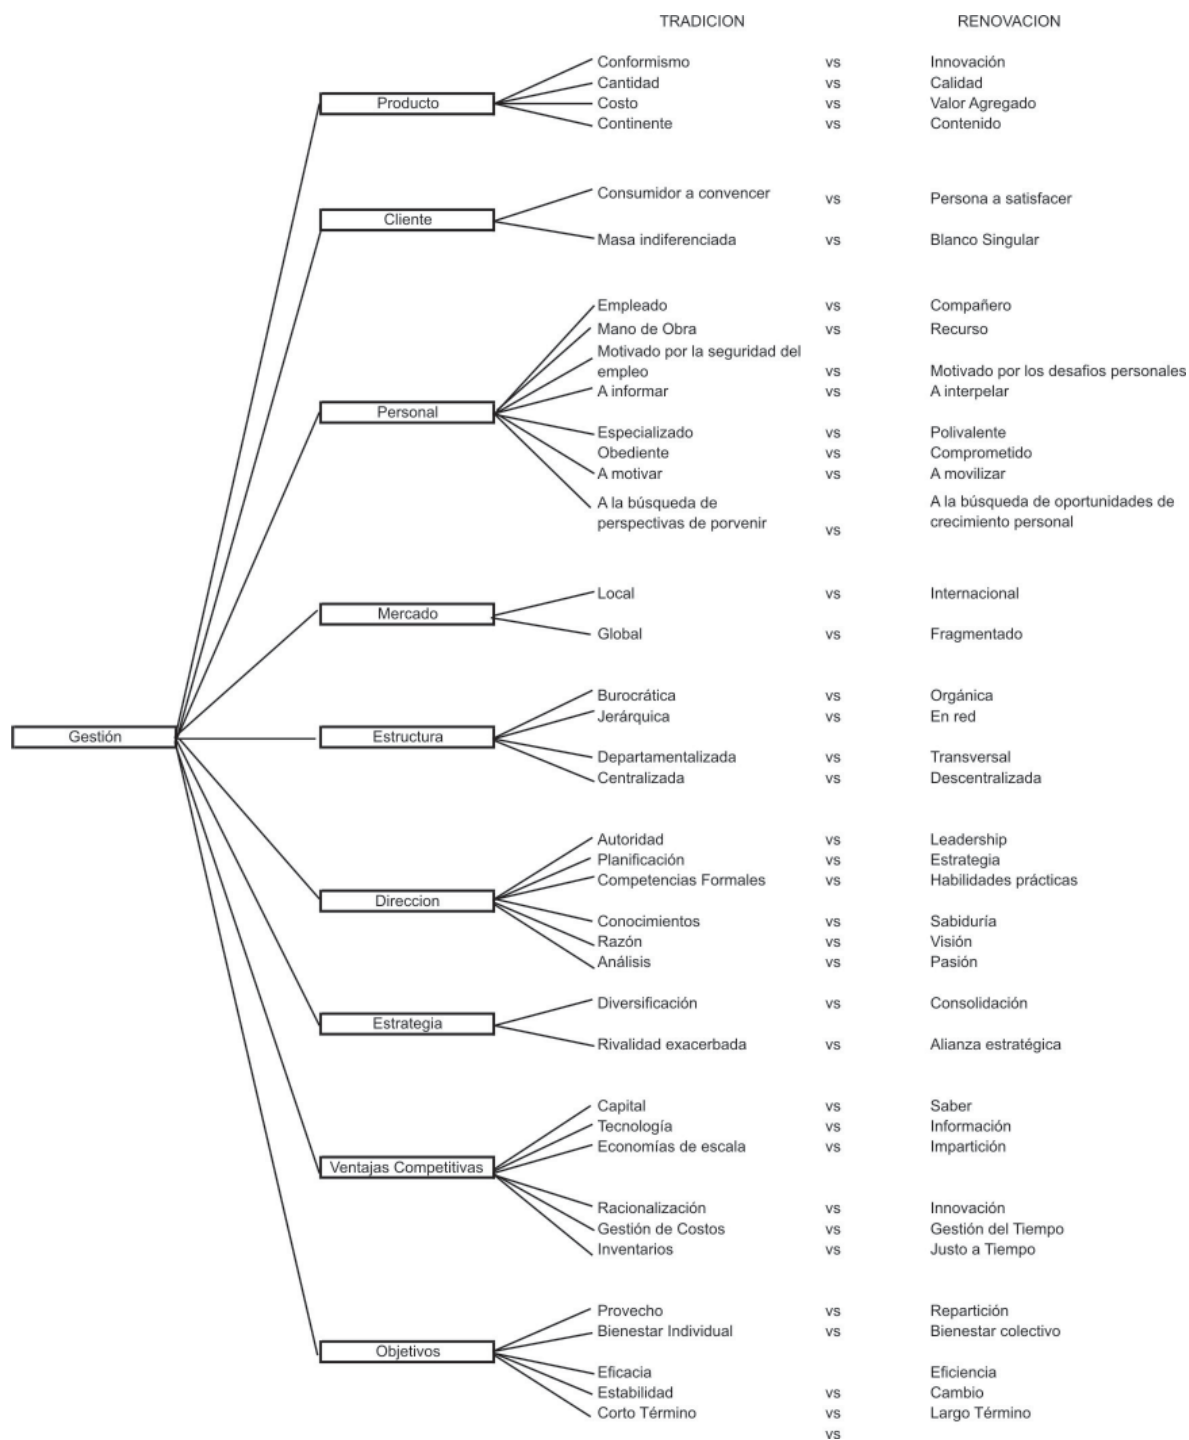 TRADICION RENOVACION
Conformismo vs Innovación
Cantidad vs Calidad
Producto Costo vs Valor Agregado
Continente vs Contenido
Consumidor a convencer vs Persona a satisfacer
Cliente
Masa indiferenciada vs Blanco Singular
Empleado vs Compañero
Mano de Obra vs Recurso
Motivado por la seguridad del
empleo vs Motivado por los desafios personales
A informar vs A interpelar
Personal
Especializado vs Polivalente
Obediente vs Comprometido
A motivar vs A movilizar
A la búsqueda de A la búsqueda de oportunidades de
perspectivas de porvenir vs crecimiento personal
Local vs Internacional
Mercado
Global vs Fragmentado
Burocrática vs Orgánica
Jerárquica vs En red
Gestión Estructura
Departamentalizada vs Transversal
Centralizada vs Descentralizada
Autoridad vs Leadership
Planificación vs Estrategia
Competencias Formales vs Habilidades prácticas
Direccion
Conocimientos vs Sabiduría
Razón vs Visión
Análisis vs Pasión
Diversificación vs Consolidación
Estrategia
Rivalidad exacerbada vs Alianza estratégica
Capital vs Saber
Tecnología vs Información
Economías de escala vs Impartición
Ventajas Competitivas
Racionalización vs Innovación
Gestión de Costos vs Gestión del Tiempo
Inventarios vs Justo a Tiempo
Provecho vs Repartición
Bienestar Individual vs Bienestar colectivo
Objetivos
Eficacia Eficiencia
Estabilidad vs Cambio
Corto Término vs Largo Término
vs